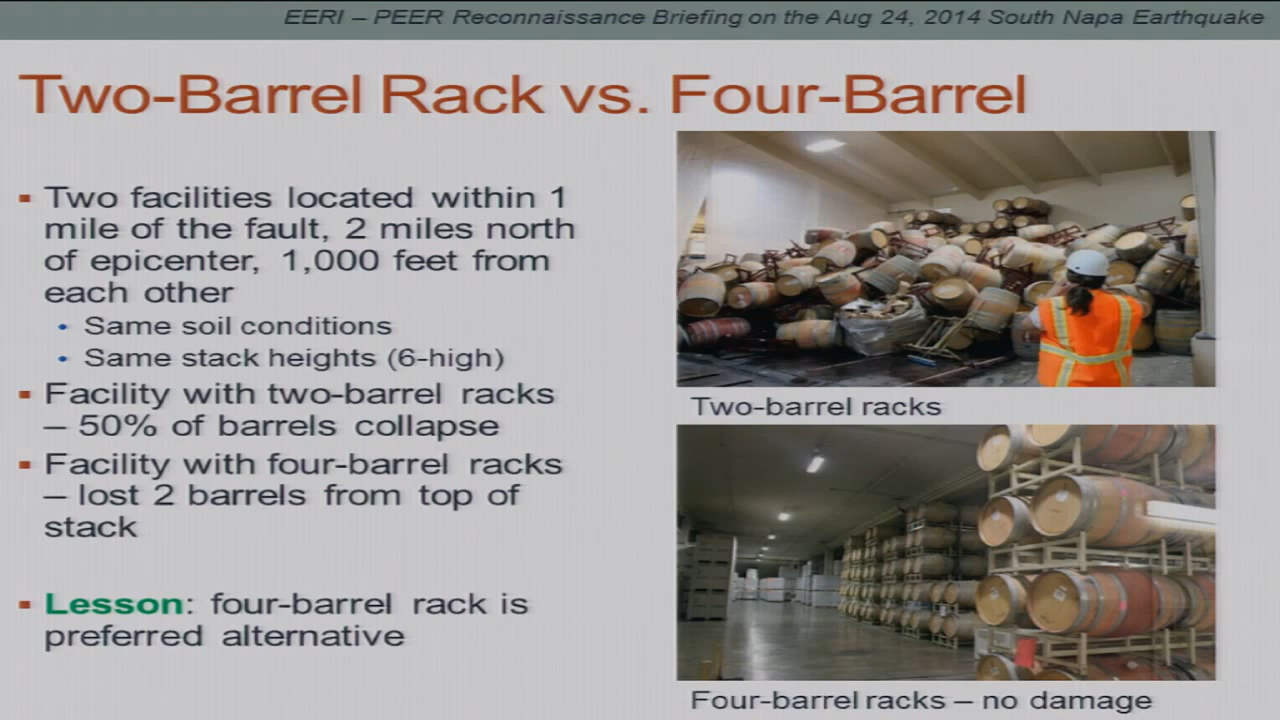 EERI – PEER Reconnaissance Briefing on the Aug 24, 2014 South Napa Earthquake
Two-Barrel Rack vs. Four-Barrel
Two facilities located within 1
mile of the fault, 2 miles north
of epicenter, 1,000 feet from
each other
Same soil conditions
Same stack heights (6-high)
Facility with two-barrel racks
– 50% of barrels collapse
Facility with four-barrel racks
– lost 2 barrels from top of
stack
Lesson: four-barrel rack is
preferred alternative
Two-barrel racks
Four-barrel racks – no damage